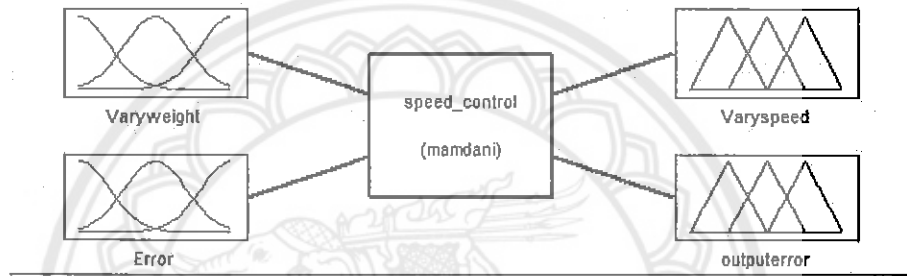 Varyweight
speed_control
(mamdani)
Varyspeed
Error
outputerror